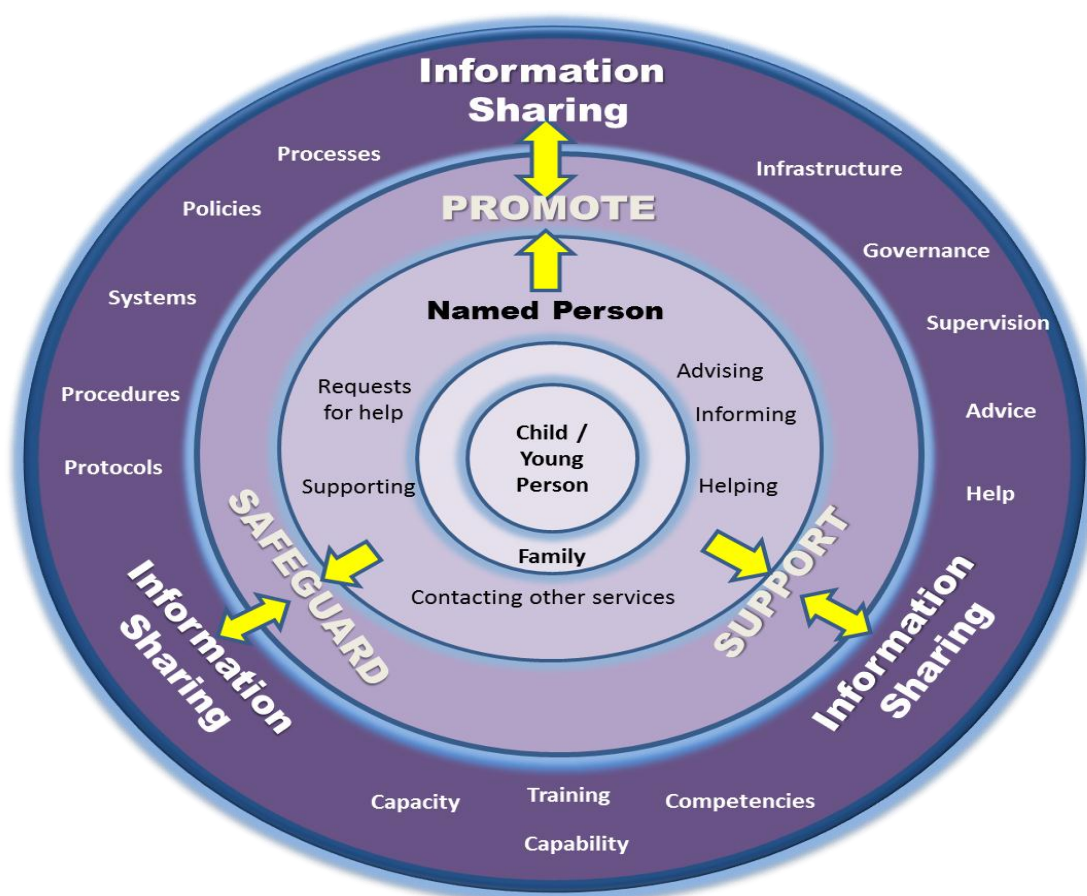 Information
Sharing
Processes
Infrastructure
Policies
PROMOTE
Governance
Systems
Named Person
Supervision
Requests
for help
Advising
Procedures
Informing
Advice
Child /
Young
Person
Protocols
Supporting
Helping
Help
SAFEGUARD
SUPPORT
Family
Contacting other services
Information
Sharing
Information
Sharing
Capacity
Training
Competencies
Capability